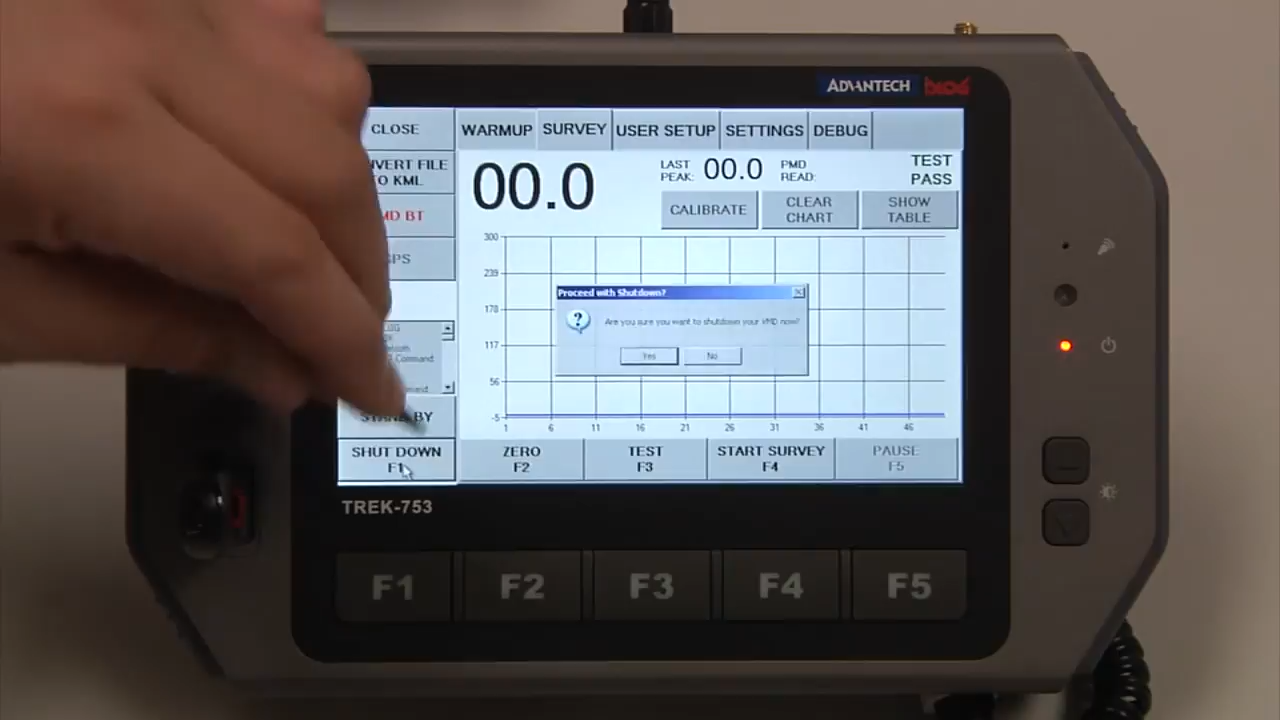 ADVANTECH
CLOSE
WARMUP
SURVEY
USER SETUP
SETTINGS
DEBUG
VERT FILE
TO KML
MD BT
GPS
00.0
LAST
PEAK:
00.0
PMD
READ:
TEST
PASS
CALIBRATE
CLEAR
CHART
SHOW
TABLE
300
239
178
117
56
-5
1 6 11 16 21 26 31 36 41 46
Proceed with Shutdown?
Are you sure you want to shutdown your VMD now?
Yes
No
Command
STAND BY
SHUT DOWN
F1
ZERO
F2
TEST
F3
START SURVEY
F4
PAUSE
F5
TREK-753
F1
F2
F3
F4
F5